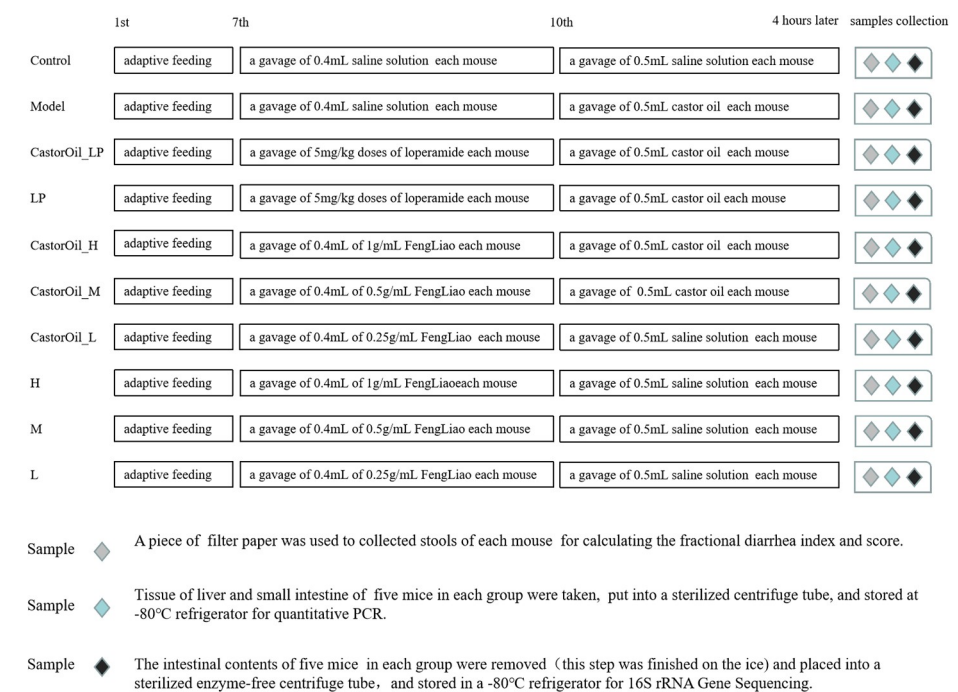 1st 7th 10th 4 hours later samples collection
Control adaptive feeding a gavage of 0.4mL saline solution each mouse a gavage of 0.5mL saline solution each mouse
Model adaptive feeding a gavage of 0.4mL saline solution each mouse a gavage of 0.5mL castor oil each mouse
CastorOil_LP adaptive feeding a gavage of 5mg/kg doses of loperamide each mouse a gavage of 0.5mL castor oil each mouse
LP adaptive feeding a gavage of 5mg/kg doses of loperamide each mouse a gavage of 0.5mL castor oil each mouse
CastorOil_H adaptive feeding a gavage of 0.4mL of 1g/mL FengLiao each mouse a gavage of 0.5mL castor oil each mouse
CastorOil_M adaptive feeding a gavage of 0.4mL of 0.5g/mL FengLiao each mouse a gavage of 0.5mL castor oil each mouse
CastorOil_L adaptive feeding a gavage of 0.4mL of 0.25g/mL FengLiao each mouse a gavage of 0.5mL saline solution each mouse
H adaptive feeding a gavage of 0.4mL of 1g/mL FengLiaoeach mouse a gavage of 0.5mL saline solution each mouse
M adaptive feeding a gavage of 0.4mL of 0.5g/mL FengLiao each mouse a gavage of 0.5mL saline solution each mouse
L adaptive feeding a gavage of 0.4mL of 0.25g/mL FengLiao each mouse a gavage of 0.5mL saline solution each mouse
Sample A piece of filter paper was used to collected stools of each mouse for calculating the fractional diarrhea index and score.
Sample Tissue of liver and small intestine of five mice in each group were taken, put into a sterilized centrifuge tube, and stored at
-80℃ refrigerator for quantitative PCR.
Sample The intestinal contents of five mice in each group were removed（this step was finished on the ice) and placed into a
sterilized enzyme-free centrifuge tube，and stored in a -80℃ refrigerator for 16S rRNA Gene Sequencing.